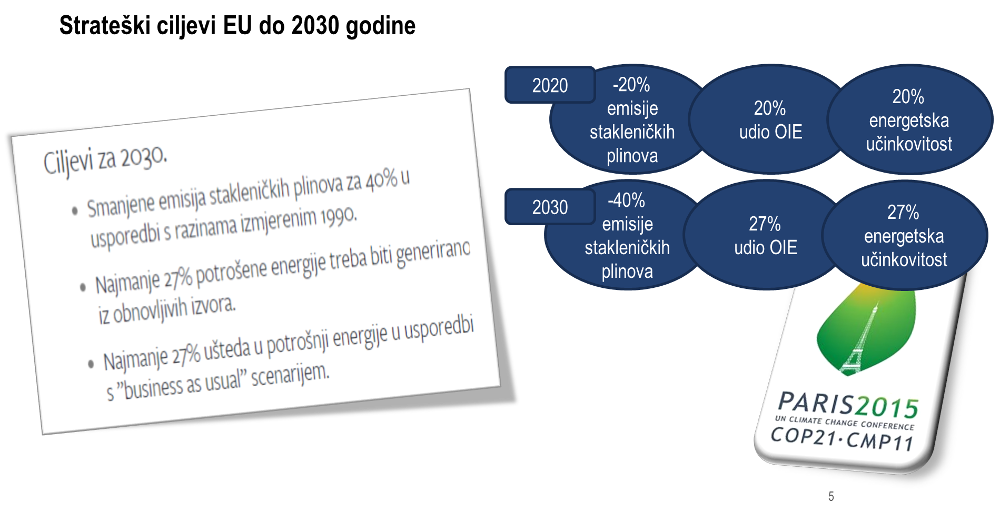 Strateški ciljevi EU do 2030 godine
Ciljevi za 2030.
• Smanjene emisija stakleničkih plinova za 40% u
usporedbi s razinama izmjerenim 1990.
• Najmanje 27% potrošene energije treba biti generirano
iz obnovljivih izvora.
• Najmanje 27% ušteda u potrošnji energije u usporedbi
s ”business as usual” scenarijem.
2020
-20%
emisije
stakleničkih
plinova
20%
udio OIE
20%
energetska
učinkovitost
2030
-40%
emisije
stakleničkih
plinova
27%
udio OIE
27%
energetska
učinkovitost
PARIS2015
UN CLIMATE CHANGE CONFERENCE
COP21·CMP11
5